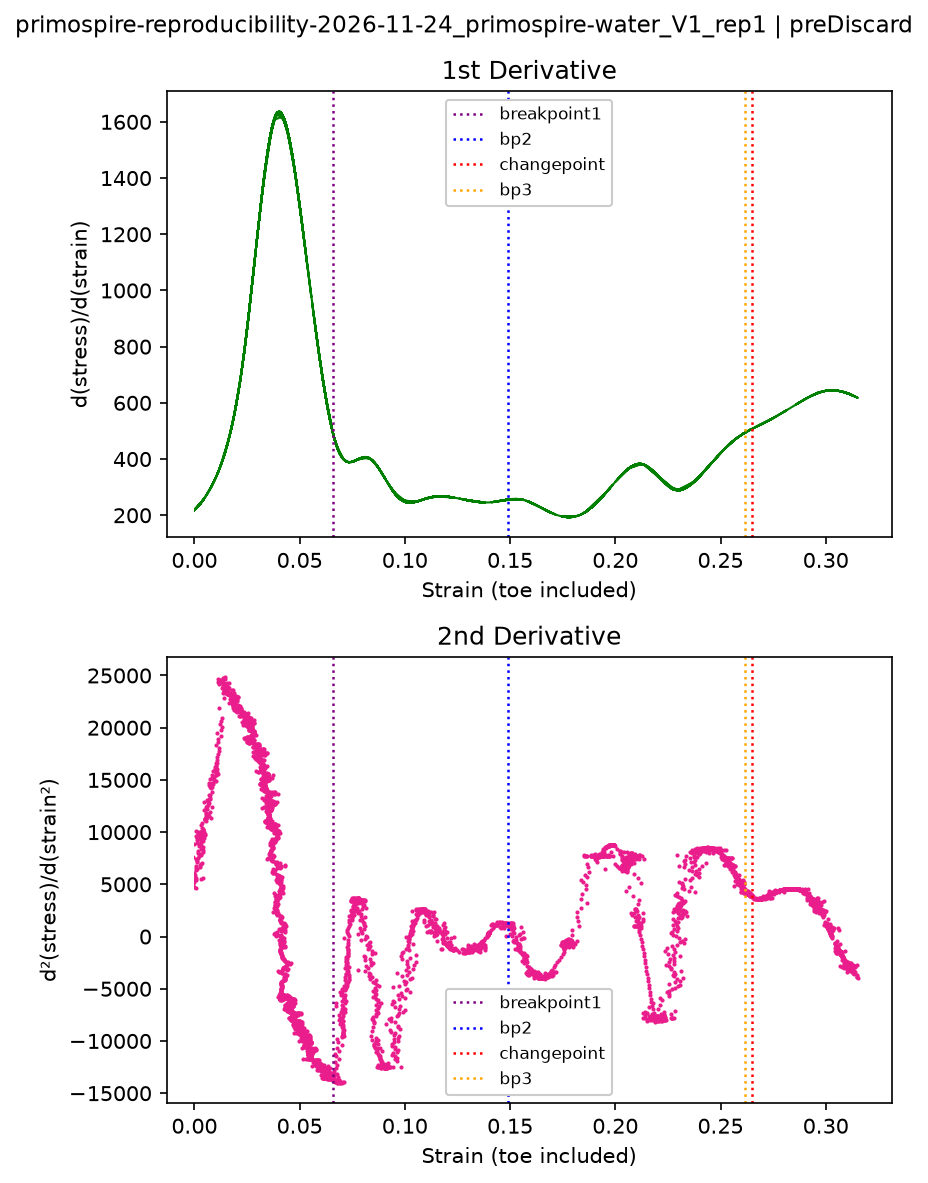 primospire-reproducibility-2026-11-24_primospire-water_V1_rep1 | preDiscard
1st Derivative
breakpoint1
bp2
changepoint
bp3
d(stress)/d(strain)
1600
1400
1200
1000
800
600
400
200
0.00 0.05 0.10 0.15 0.20 0.25 0.30
Strain (toe included)
2nd Derivative
d²(stress)/d(strain²)
25000
20000
15000
10000
5000
0
−5000
−10000
−15000
breakpoint1
bp2
changepoint
bp3
0.00 0.05 0.10 0.15 0.20 0.25 0.30
Strain (toe included)